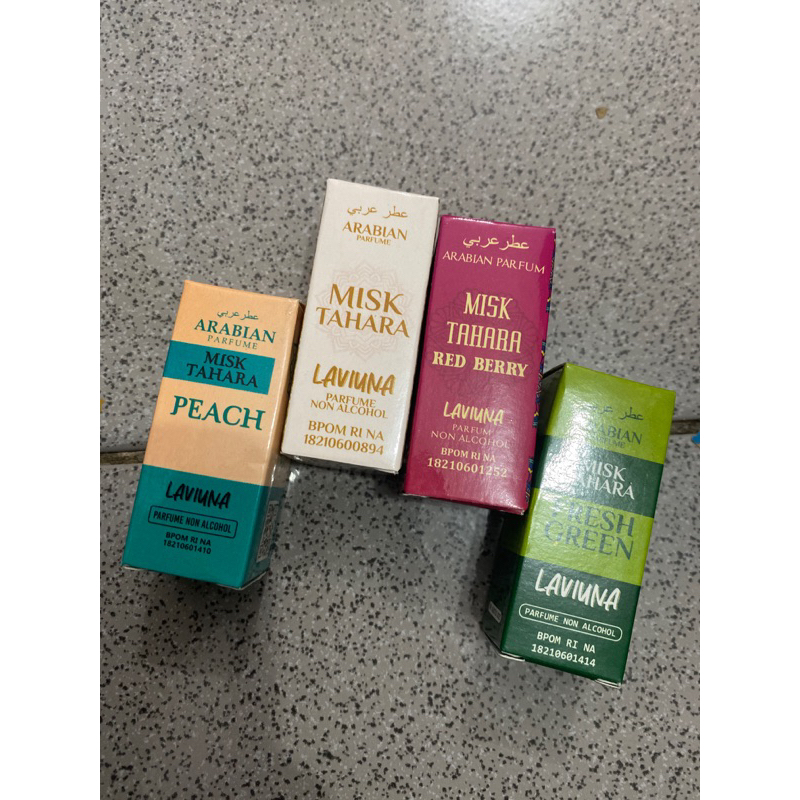 عطر عربي
ARABIAN
PARFUME
MISK
TAHARA
PEACH
LAVIUNA
PARFUME NON ALCOHOL
BPOM RI NA
18210601410
عطر عربي
ARABIAN
PARFUME
MISK
TAHARA
LAVIUNA
PARFUME
NON ALCOHOL
BPOM RI NA
18210600894
عطر عربي
ARABIAN PARFUM
MISK
TAHARA
RED BERRY
LAVIUNA
PARFUM
NON ALCOHOL
BPOM RI NA
18210601252
عطر عربي
ARABIAN
MISK
TAHARA
FRESH
GREEN
LAVIUNA
PARFUME NON ALCOHOL
BPOM RI NA
18210601414